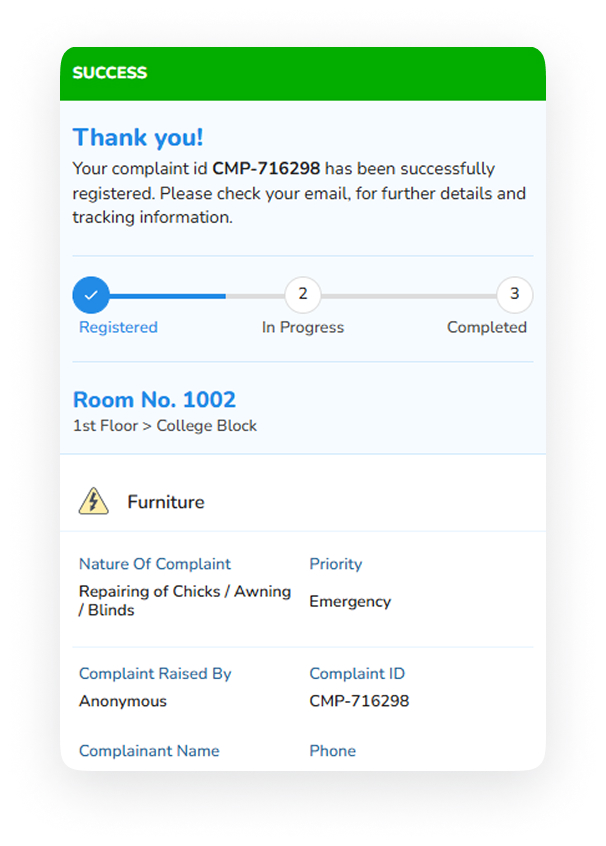 SUCCESS
Thank you!
Your complaint id CMP-716298 has been successfully
registered. Please check your email, for further details and
tracking information.
2
3
Registered
In Progress
Completed
Room No. 1002
1st Floor > College Block
Furniture
Nature Of Complaint
Priority
Repairing of Chicks / Awning
/ Blinds
Emergency
Complaint Raised By
Complaint ID
Anonymous
CMP-716298
Complainant Name
Phone